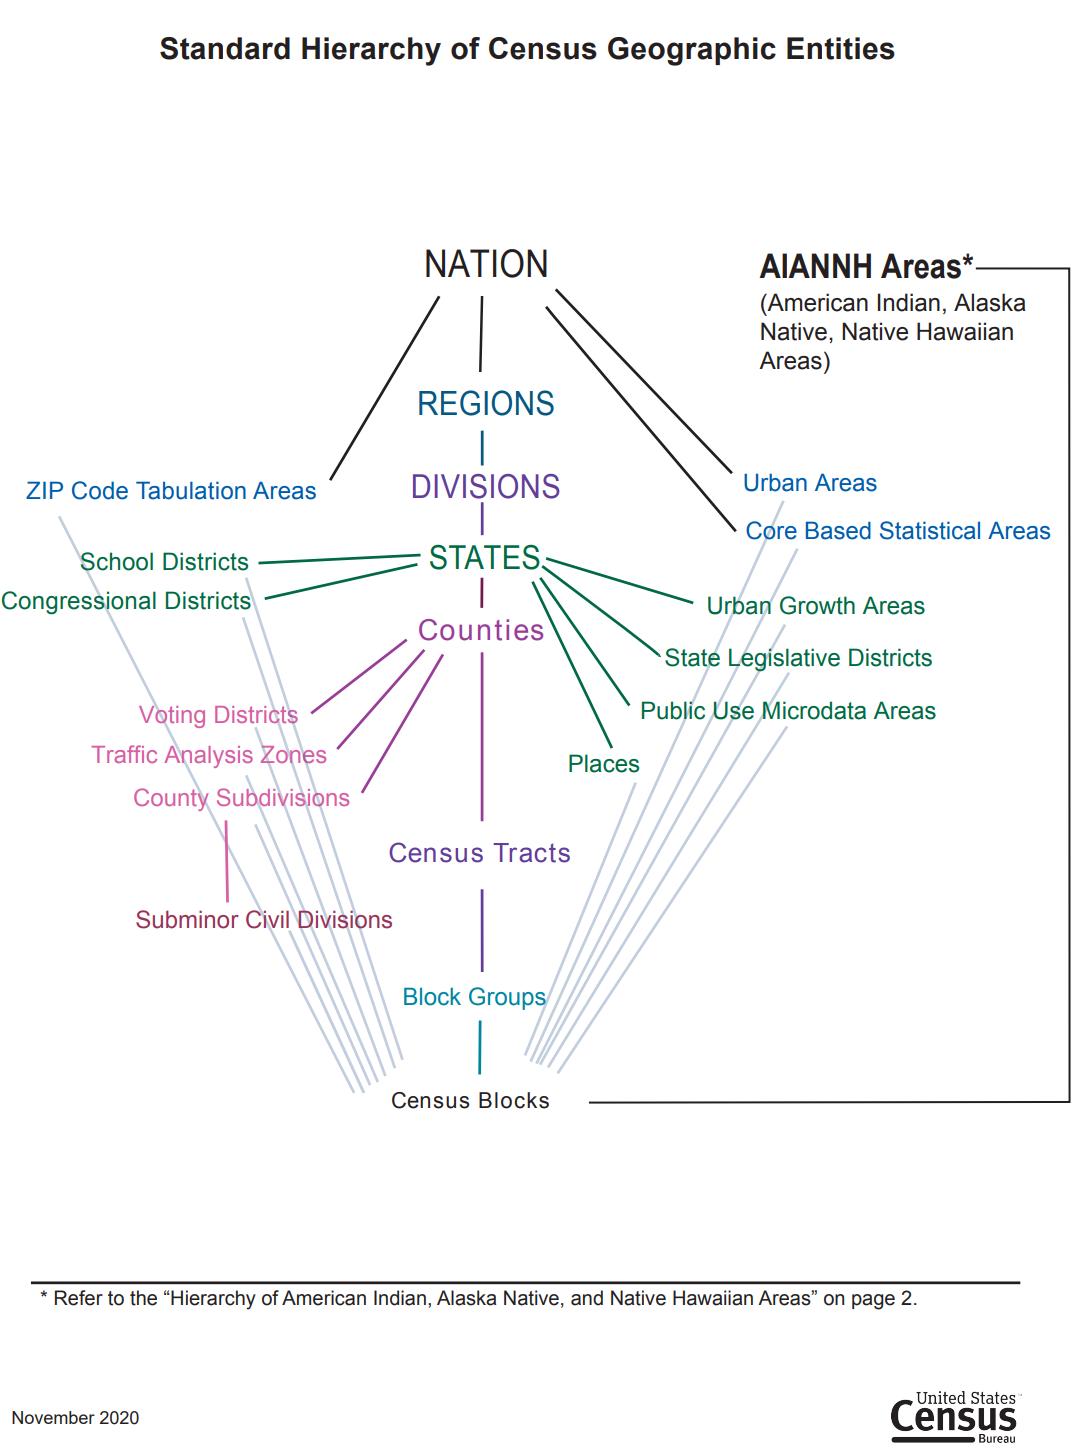 Standard Hierarchy of Census Geographic Entities
NATION
AIANNH Areas*
(American Indian, Alaska
Native, Native Hawaiian
Areas)
REGIONS
ZIP Code Tabulation Areas
DIVISIONS
Urban Areas
Core Based Statistical Areas
School Districts
STATES
Congressional Districts
Urban Growth Areas
Counties
State Legislative Districts
Voting Districts
Public Use Microdata Areas
Traffic Analysis Zones
Places
County Subdivisions
Census Tracts
Subminor Civil Divisions
Block Groups
Census Blocks
* Refer to the “Hierarchy of American Indian, Alaska Native, and Native Hawaiian Areas” on page 2.
November 2020
United States
Census
Bureau